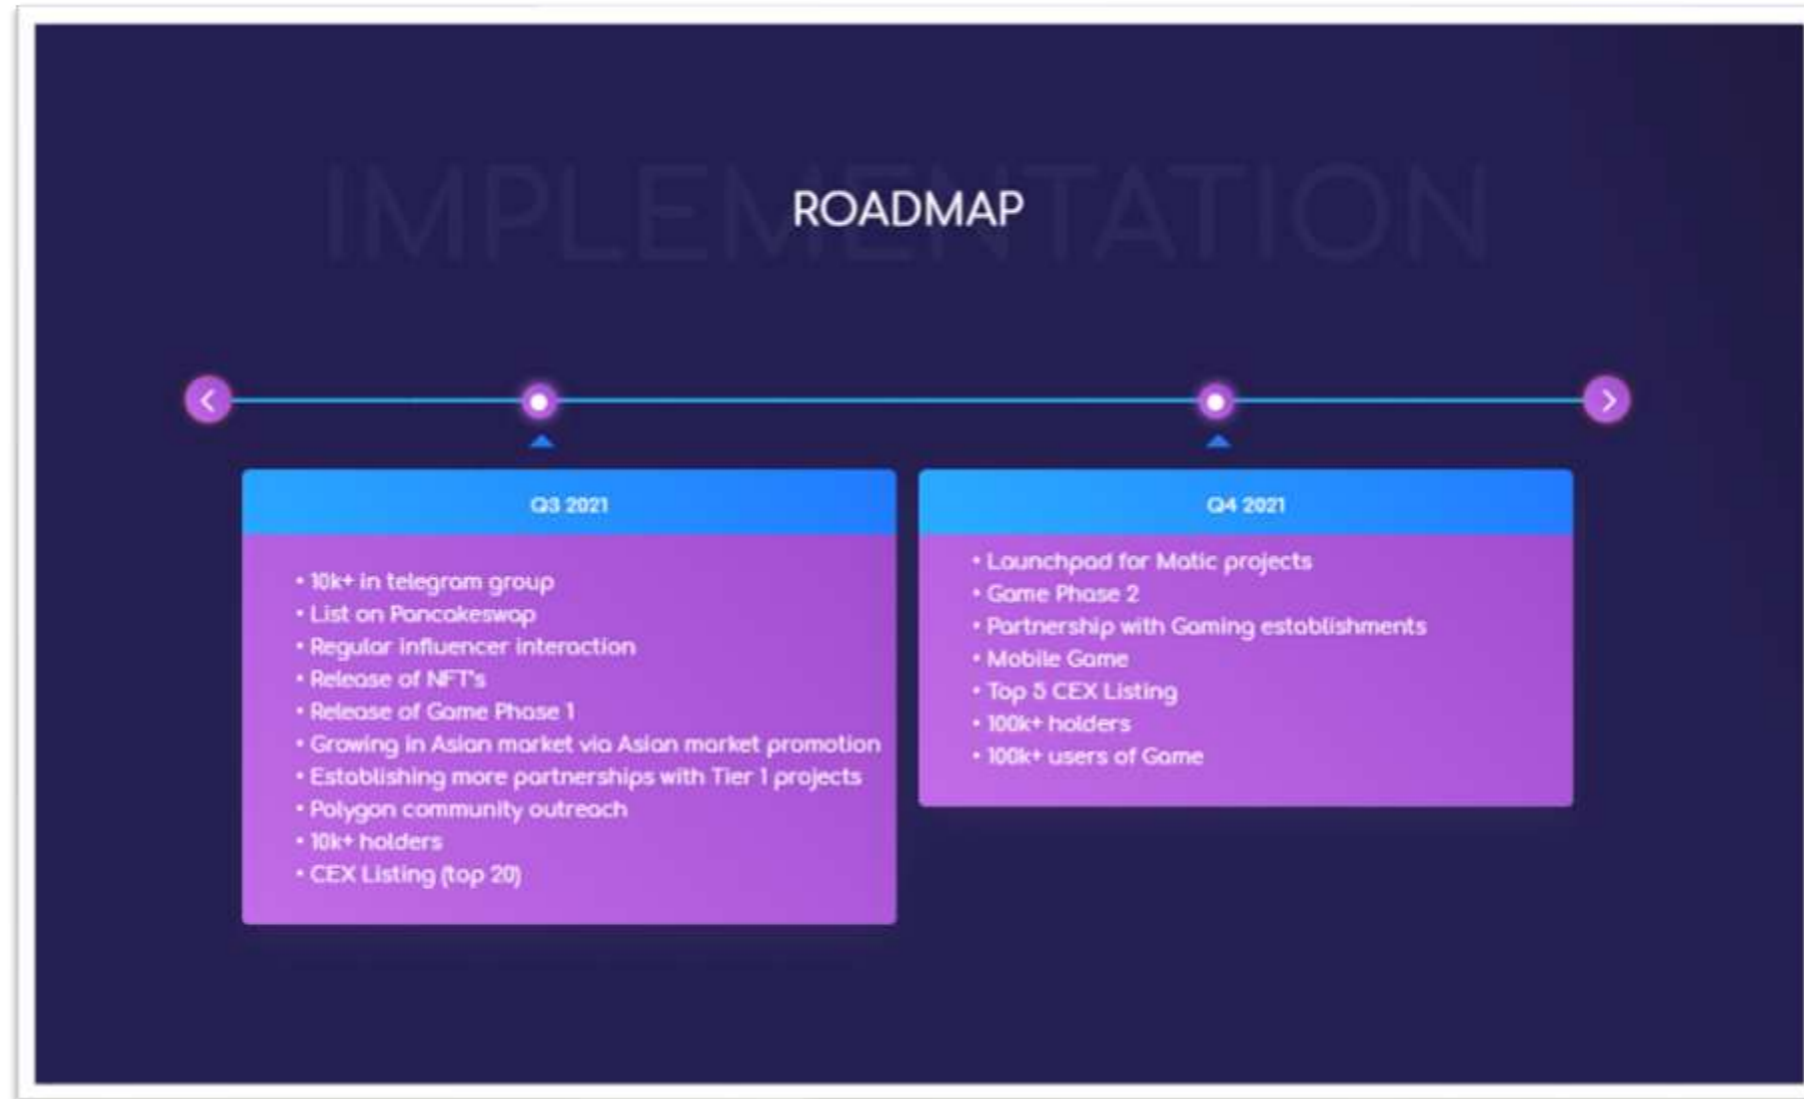 IMPLEMENTATION
ROADMAP
Q3 2021
• 10k+ in telegram group
• List on Pancakeswap
• Regular influencer interaction
• Release of NFT's
• Release of Game Phase 1
• Growing in Asian market via Asian market promotion
• Establishing more partnerships with Tier 1 projects
• Polygon community outreach
• 10k+ holders
• CEX Listing (top 20)
Q4 2021
• Launchpad for Matic projects
• Game Phase 2
• Partnership with Gaming establishments
• Mobile Game
• Top 5 CEX Listing
• 100k+ holders
• 100k+ users of Game